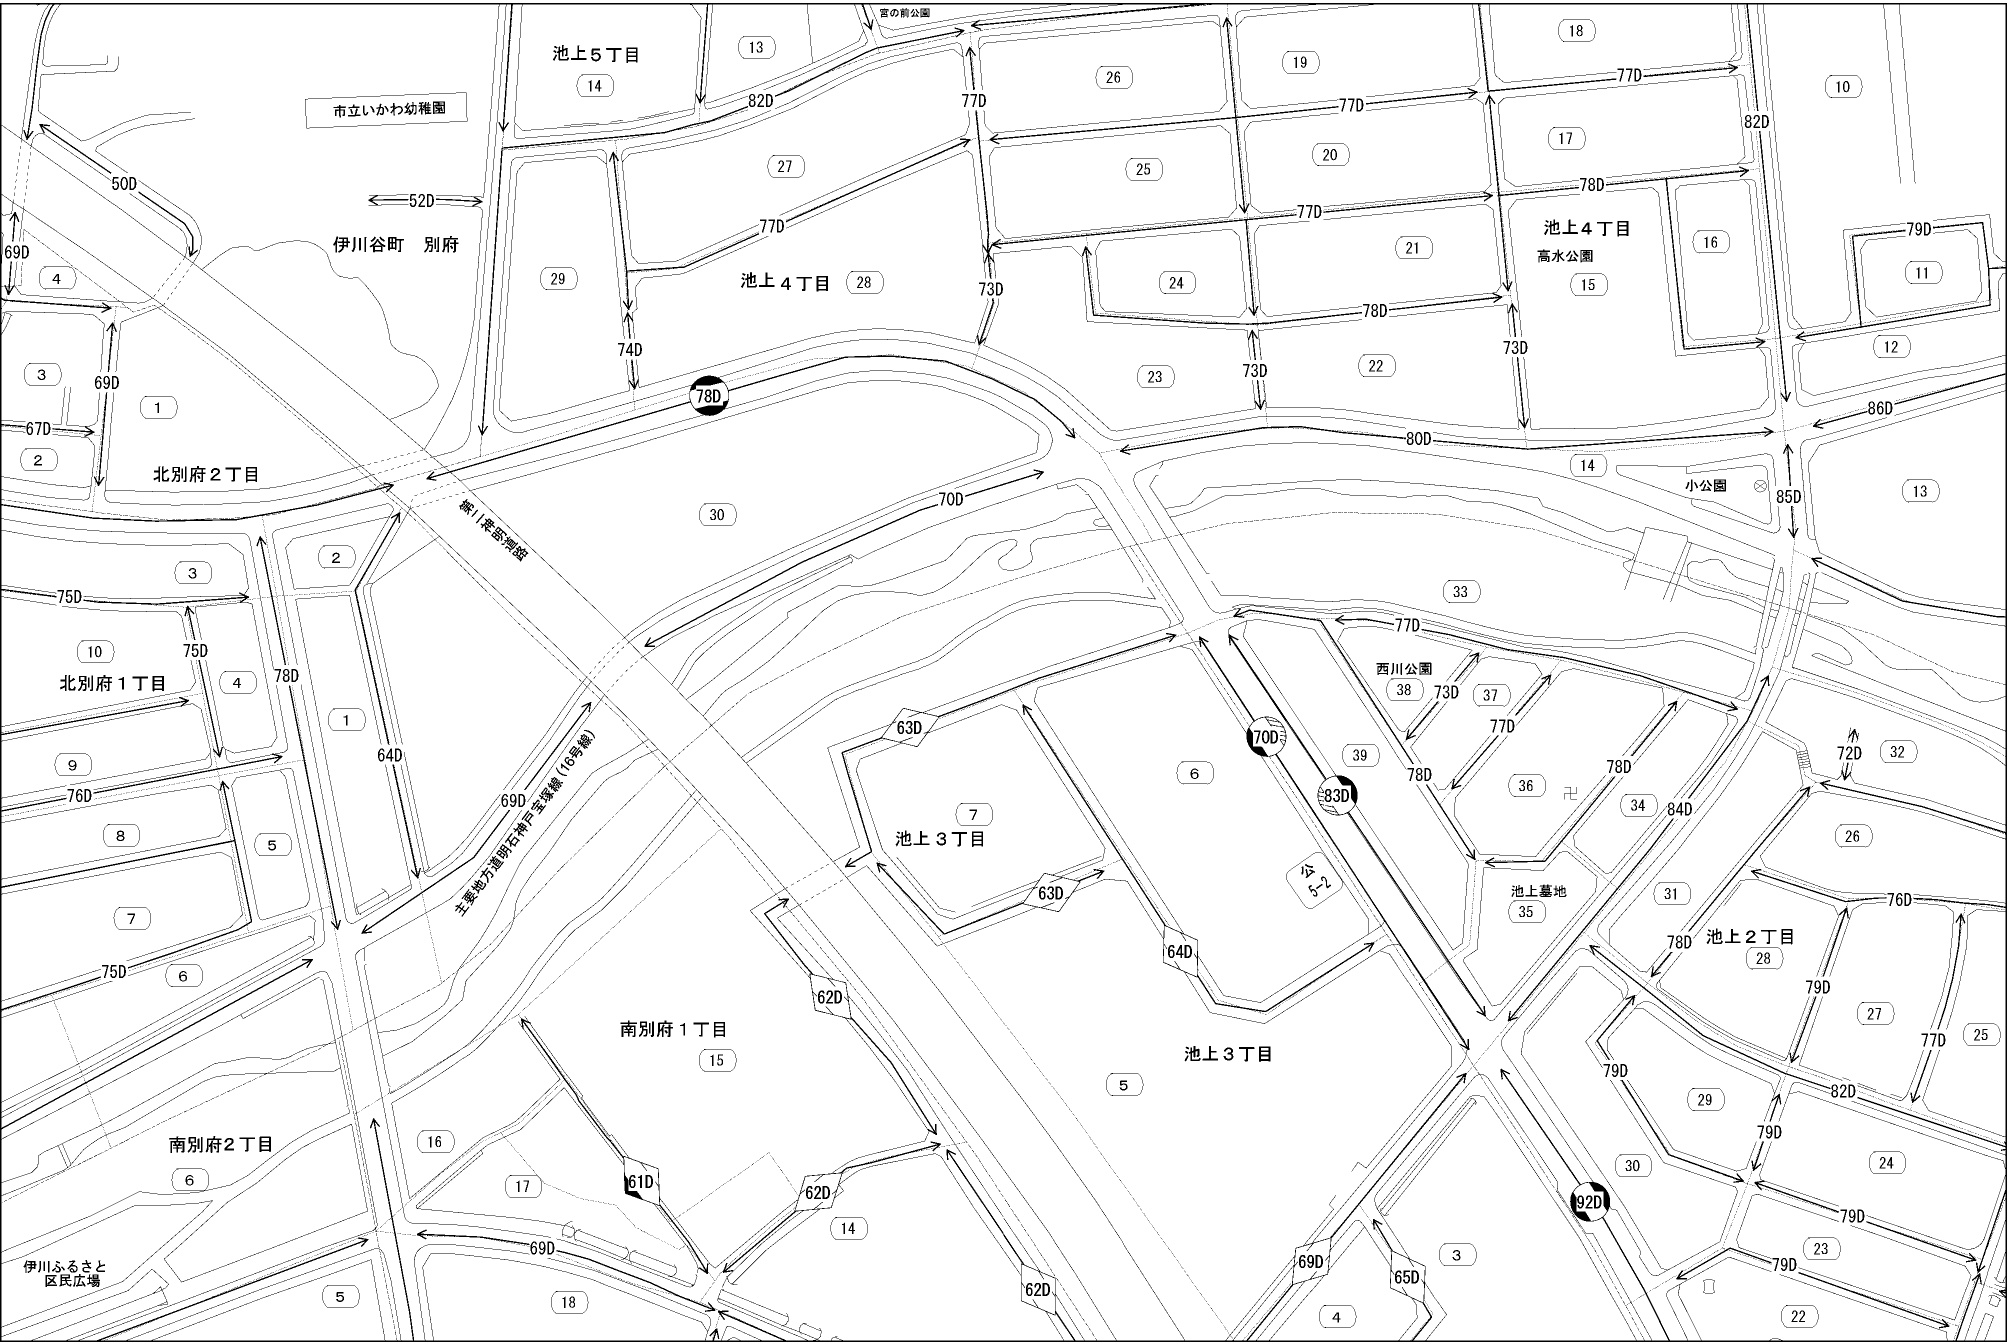 宮の前公園
池上５丁目
13
14
18
26
19
77D
10
市立いかわ幼稚園
82D
77D
77D
82D
17
27
25
20
50D
52D
78D
77D
77D
伊川谷町　別府
69D
4
29
池上４丁目
28
21
池上４丁目
高水公園
16
79D
11
24
15
73D
78D
74D
73D
12
3
69D
1
78D
23
73D
22
67D
2
86D
80D
北別府２丁目
14
小公園
85D
13
70D
30
第二神明道路
2
3
75D
33
77D
10
75D
北別府１丁目
4
78D
西川公園
38
73D
37
1
63D
70D
77D
64D
39
72D
32
9
76D
6
78D
78D
36
卍
34
84D
69D
83D
主要地方道明石神戸宝塚線(16号線)
7
池上３丁目
8
5
26
公
5-2
63D
池上墓地
35
31
76D
7
64D
78D
池上２丁目
28
75D
6
62D
79D
27
南別府１丁目
15
池上３丁目
77D
25
5
79D
29
82D
16
79D
南別府２丁目
6
30
24
17
61D
62D
14
92D
79D
69D
3
23
伊川ふるさと
区民広場
69D
65D
79D
5
18
62D
4
22